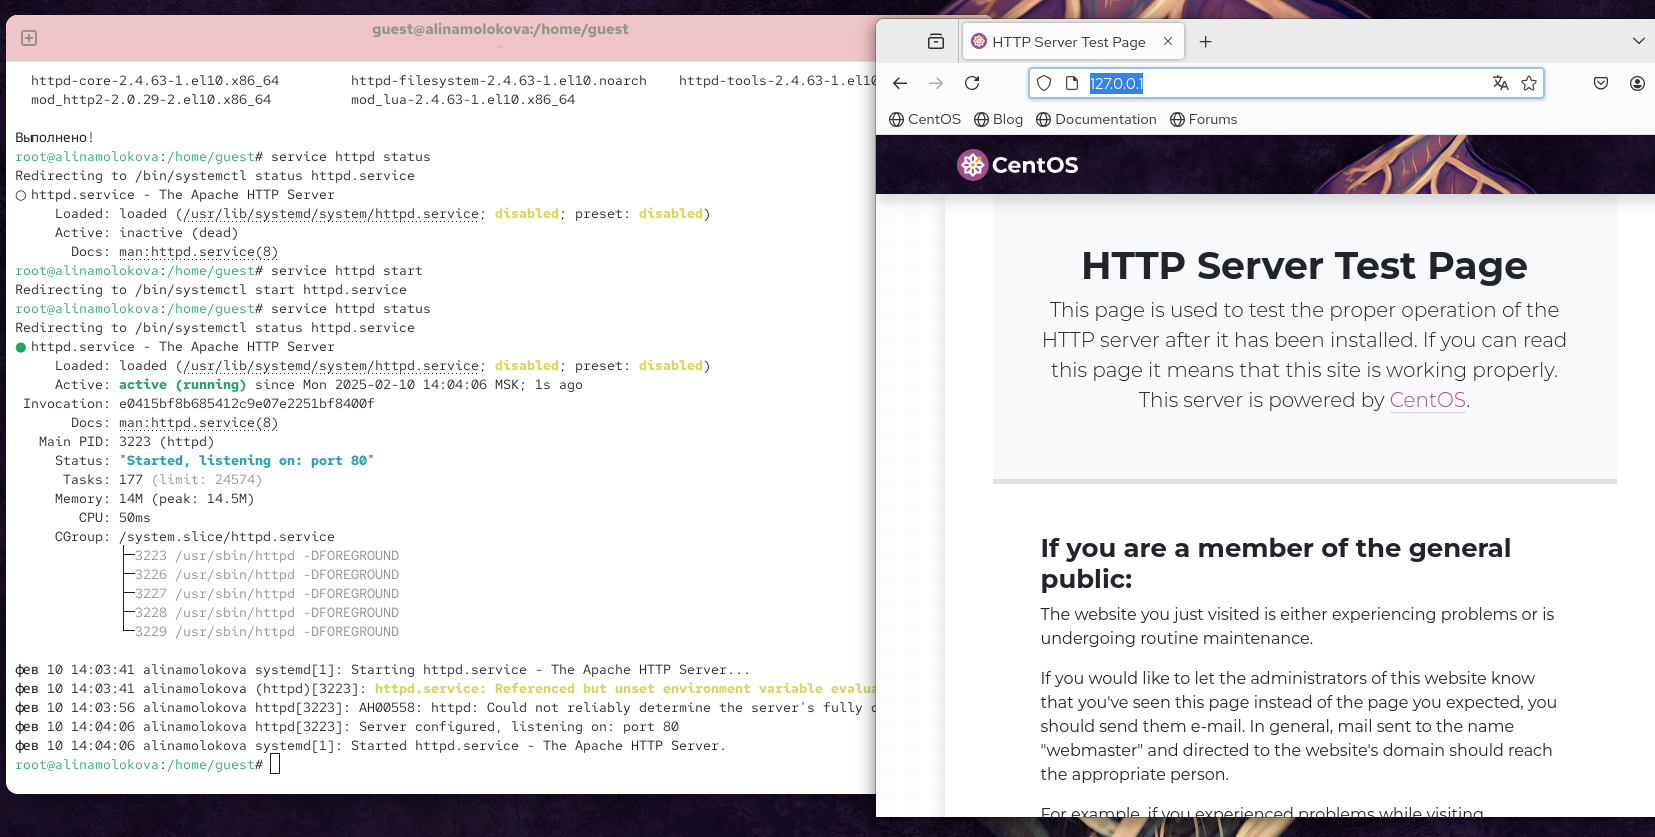 guest@alinamolokova:/home/guest
~
httpd-core-2.4.63-1.el10.x86_64 httpd-filesystem-2.4.63-1.el10.noarch httpd-tools-2.4.63-1.el10
mod_http2-2.0.29-2.el10.x86_64 mod_lua-2.4.63-1.el10.x86_64
Выполнено!
root@alinamolokova:/home/guest# service httpd status
Redirecting to /bin/systemctl status httpd.service
○ httpd.service - The Apache HTTP Server
Loaded: loaded (/usr/lib/systemd/system/httpd.service; disabled; preset: disabled)
Active: inactive (dead)
Docs: man:httpd.service(8)
root@alinamolokova:/home/guest# service httpd start
Redirecting to /bin/systemctl start httpd.service
root@alinamolokova:/home/guest# service httpd status
Redirecting to /bin/systemctl status httpd.service
● httpd.service - The Apache HTTP Server
Loaded: loaded (/usr/lib/systemd/system/httpd.service; disabled; preset: disabled)
Active: active (running) since Mon 2025-02-10 14:04:06 MSK; 1s ago
Invocation: e0415bf8b685412c9e07e2251bf8400f
Docs: man:httpd.service(8)
Main PID: 3223 (httpd)
Status: "Started, listening on: port 80"
Tasks: 177 (limit: 24574)
Memory: 14M (peak: 14.5M)
CPU: 50ms
CGroup: /system.slice/httpd.service
├─3223 /usr/sbin/httpd -DFOREGROUND
├─3226 /usr/sbin/httpd -DFOREGROUND
├─3227 /usr/sbin/httpd -DFOREGROUND
├─3228 /usr/sbin/httpd -DFOREGROUND
└─3229 /usr/sbin/httpd -DFOREGROUND
фев 10 14:03:41 alinamolokova systemd[1]: Starting httpd.service - The Apache HTTP Server...
фев 10 14:03:41 alinamolokova (httpd)[3223]: httpd.service: Referenced but unset environment variable evalua
фев 10 14:03:56 alinamolokova httpd[3223]: AH00558: httpd: Could not reliably determine the server's fully
фев 10 14:04:06 alinamolokova httpd[3223]: Server configured, listening on: port 80
фев 10 14:04:06 alinamolokova systemd[1]: Started httpd.service - The Apache HTTP Server.
root@alinamolokova:/home/guest#
HTTP Server Test Page
127.0.0.1
CentOS Blog Documentation Forums
CentOS
HTTP Server Test Page
This page is used to test the proper operation of the
HTTP server after it has been installed. If you can read
this page it means that this site is working properly.
This server is powered by CentOS.
If you are a member of the general
public:
The website you just visited is either experiencing problems or is
undergoing routine maintenance.
If you would like to let the administrators of this website know
that you've seen this page instead of the page you expected, you
should send them e-mail. In general, mail sent to the name
"webmaster" and directed to the website's domain should reach
the appropriate person.
For example, if you experienced problems while visiting